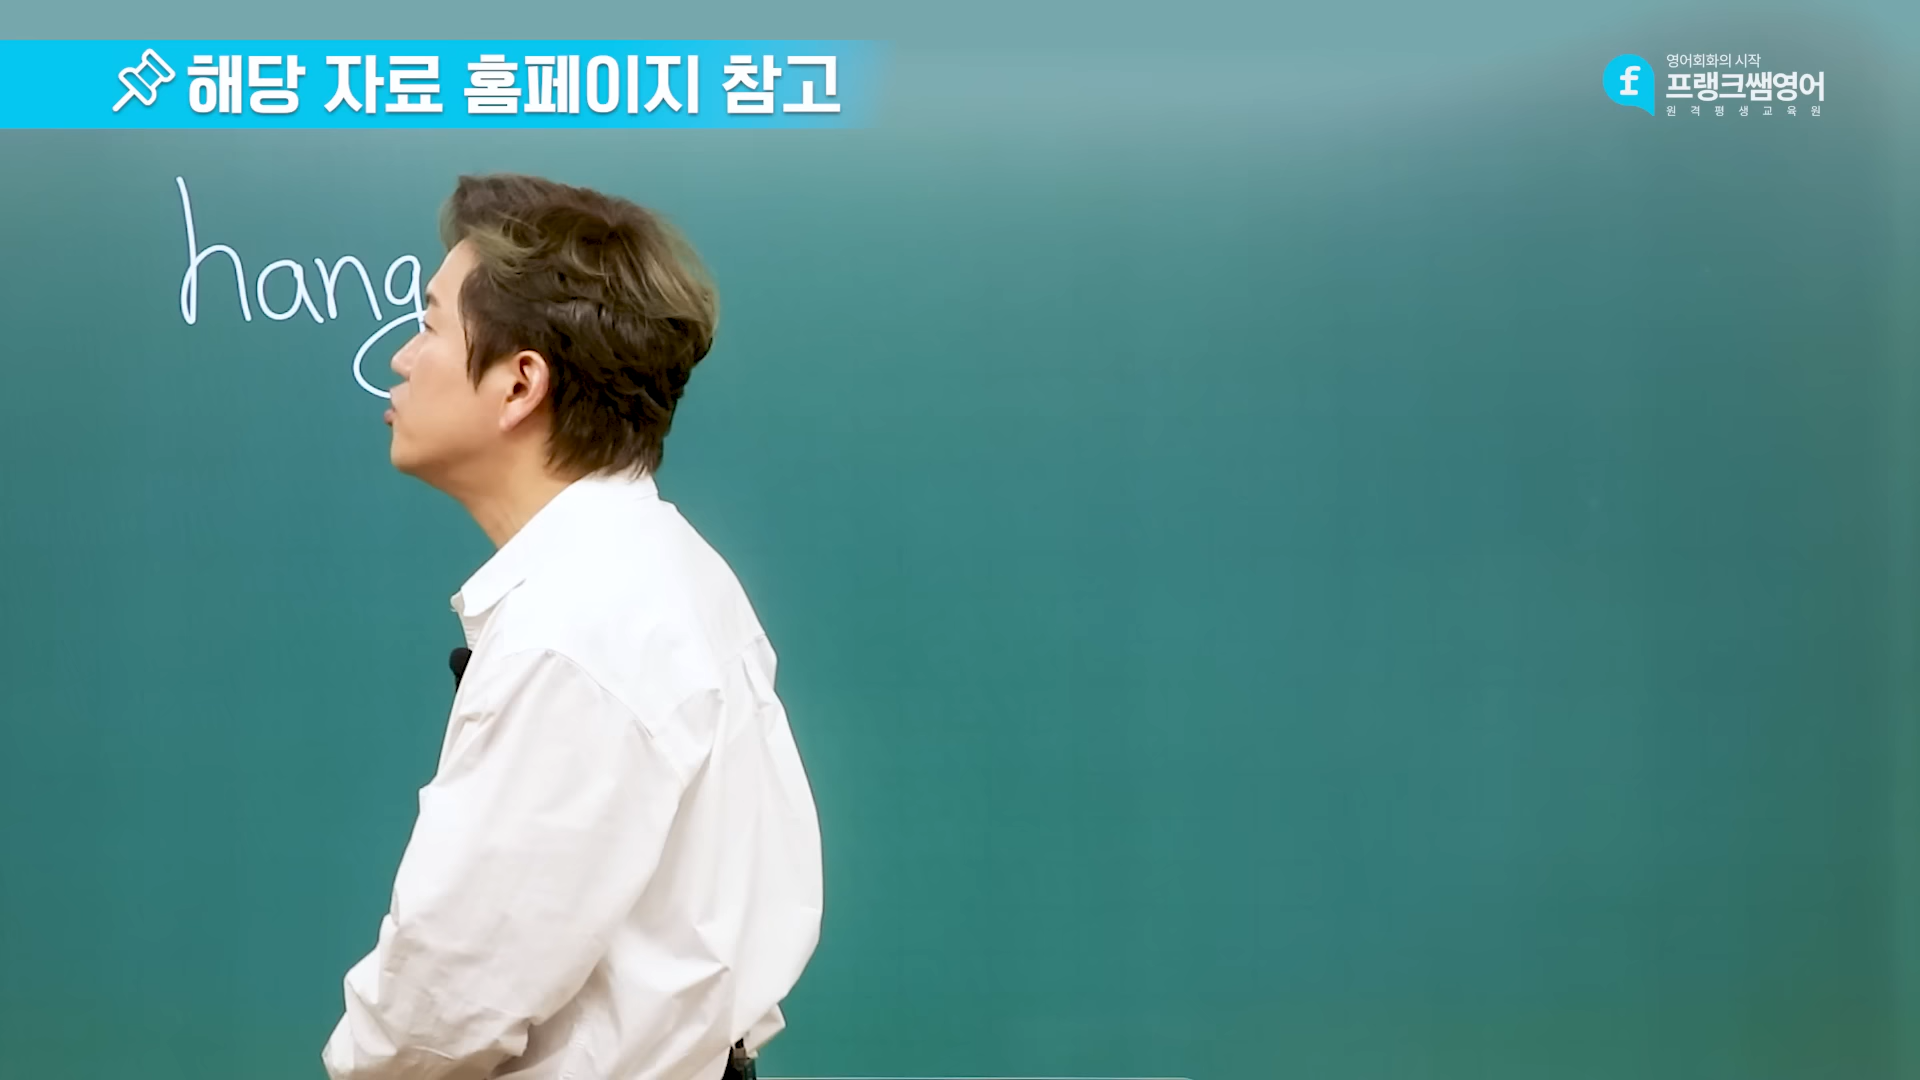 해당 자료 홈페이지 참고
영어회화의 시작
프랭크쌤영어
원격평생교육원
f
hang